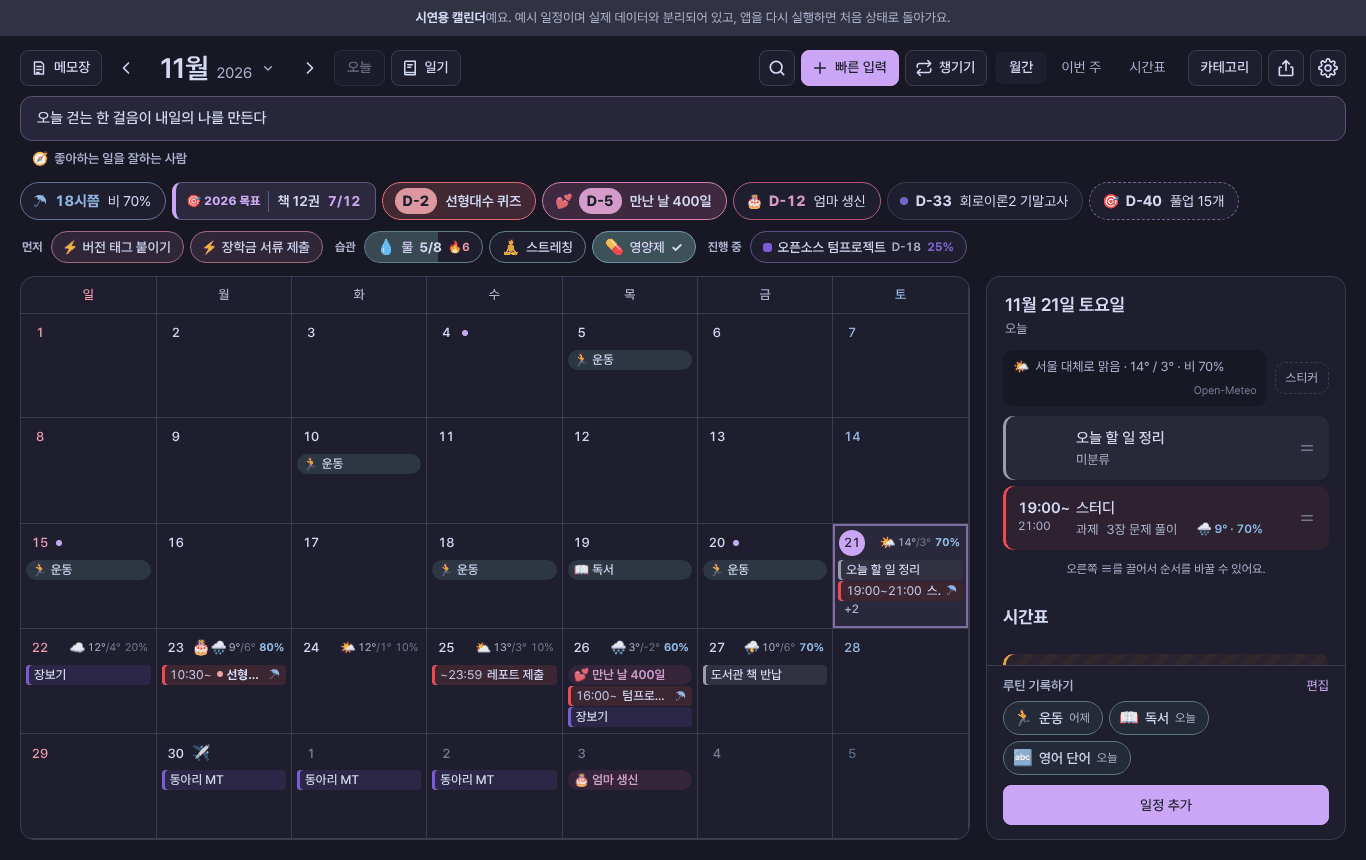 시연용 캘린더예요. 예시 일정이며 실제 데이터와 분리되어 있고, 앱을 다시 실행하면 처음 상태로 돌아가요.
메모장 11월 2026 오늘 일기 빠른 입력 챙기기 월간 이번 주 시간표 카테고리
오늘 걷는 한 걸음이 내일의 나를 만든다
좋아하는 일을 잘하는 사람
18시쯤 비 70% 2026 목표 책 12권 7/12 D-2 선형대수 퀴즈 D-5 만난 날 400일 D-12 엄마 생신 D-33 회로이론2 기말고사 D-40 풀업 15개
먼저 버전 태그 붙이기 장학금 서류 제출 습관 물 5/8 6 스트레칭 영양제 진행 중 오픈소스 텀프로젝트 D-18 25%
일 월 화 수 목 금 토
1 2 3 4 5 6 7
운동
8 9 10 11 12 13 14
운동
15 16 17 18 19 20 21 14°/3° 70%
운동 운동 독서 운동 오늘 할 일 정리
19:00~21:00 스.
+2
22 12°/4° 20% 23 9°/6° 80% 24 12°/1° 10% 25 13°/3° 10% 26 3°/-2° 60% 27 10°/6° 70% 28
장보기 10:30~ 선형... ~23:59 레포트 제출 만난 날 400일 도서관 책 반납
16:00~ 텀프로...
장보기
29 30 1 2 3 4 5
동아리 MT 동아리 MT 동아리 MT 엄마 생신
11월 21일 토요일
오늘
서울 대체로 맑음 · 14° / 3° · 비 70%
Open-Meteo
스티커
오늘 할 일 정리
미분류
19:00~ 스터디
21:00 과제 3장 문제 풀이 9° · 70%
오른쪽 ≡를 끌어서 순서를 바꿀 수 있어요.
시간표
루틴 기록하기 편집
운동 어제 독서 오늘
abc 영어 단어 오늘
일정 추가